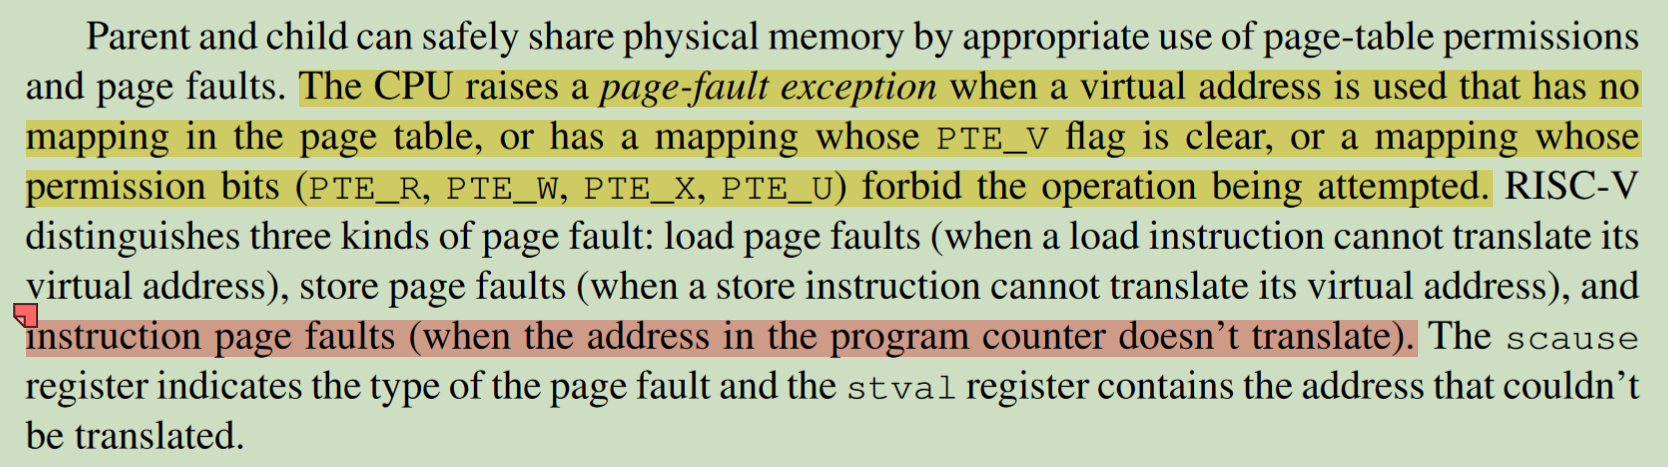 Parent and child can safely share physical memory by appropriate use of page-table permissions
and page faults. The CPU raises a page-fault exception when a virtual address is used that has no
mapping in the page table, or has a mapping whose PTE_V flag is clear, or a mapping whose
permission bits (PTE_R, PTE_W, PTE_X, PTE_U) forbid the operation being attempted. RISC-V
distinguishes three kinds of page fault: load page faults (when a load instruction cannot translate its
virtual address), store page faults (when a store instruction cannot translate its virtual address), and
instruction page faults (when the address in the program counter doesn’t translate). The scause
register indicates the type of the page fault and the stval register contains the address that couldn’t
be translated.